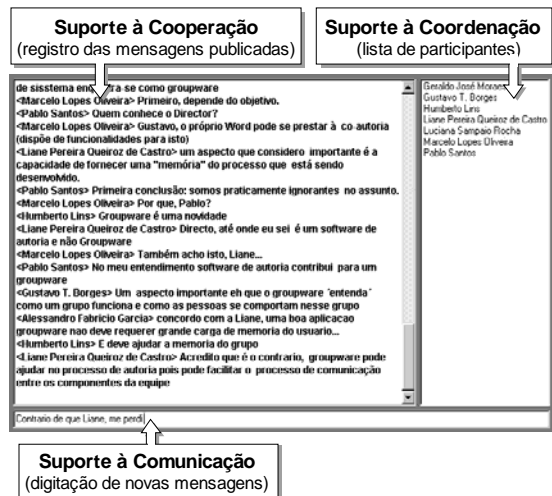 Suporte à Cooperação
(registro das mensagens publicadas)
Suporte à Coordenação
(lista de participantes)
de sisstema encontra-se como groupware
<Marcelo Lopes Oliveira> Primeiro, depende do objetivo.
<Pablo Santos> Quem conhece o Director?
<Marcelo Lopes Oliveira> Gustavo, o próprio Word pode se prestar à co-autoria
(dispõe de funcionalidades para isto)
<Liane Pereira Queiroz de Castro> um aspecto que considero importante é a
capacidade de fornecer uma "memória" do processo que está sendo
desenvolvido.
<Pablo Santos> Primeira conclusão: somos praticamente ignorantes no assunto.
<Marcelo Lopes Oliveira> Por que, Pablo?
<Humberto Lins> Groupware é uma novidade
<Liane Pereira Queiroz de Castro> Directo, até onde eu sei é um software de
autoria e não Groupware
<Marcelo Lopes Oliveira> Também acho isto, Liane...
<Pablo Santos> No meu entendimento software de autoria contribui para um
groupware
<Gustavo T. Borges> Um aspecto importante eh que o groupware ´entenda´
como um grupo funciona e como as pessoas se comportam nesse grupo
<Alessandro Fabricio Garcia> concordo com a Liane, uma boa aplicacao
groupware nao deve requerer grande carga de memoria do usuario...
<Humberto Lins> E deve ajudar a memoria do grupo
<Liane Pereira Queiroz de Castro> Acredito que é o contrario, groupware pode
ajudar no processo de autoria pois pode facilitar o processo de comunicação
entre os componentes da equipe
Geraldo José Moraes
Gustavo T. Borges
Humberto Lins
Liane Pereira Queiroz de Castro
Luciana Sampaio Rocha
Marcelo Lopes Oliveira
Pablo Santos
Contrario de que Liane, me perdi
Suporte à Comunicação
(digitação de novas mensagens)